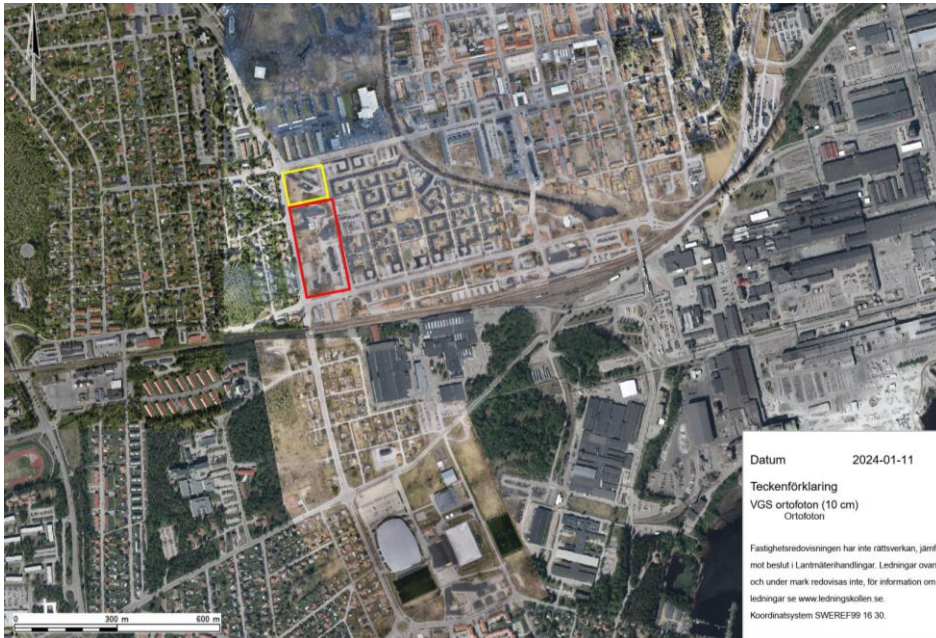 Datum 2024-01-11
Teckenförklaring
VGS ortofoton (10 cm)
Ortofoton
Fastighetsredovisningen har inte rättsverkan, jämf
mot beslut i Lantmäterihandlingar. Ledningar ovan
och under mark redovisas inte, för information om
ledningar se www.ledningskollen.se.
Koordinatsystem SWEREF99 16 30.
0 300 m 600 m